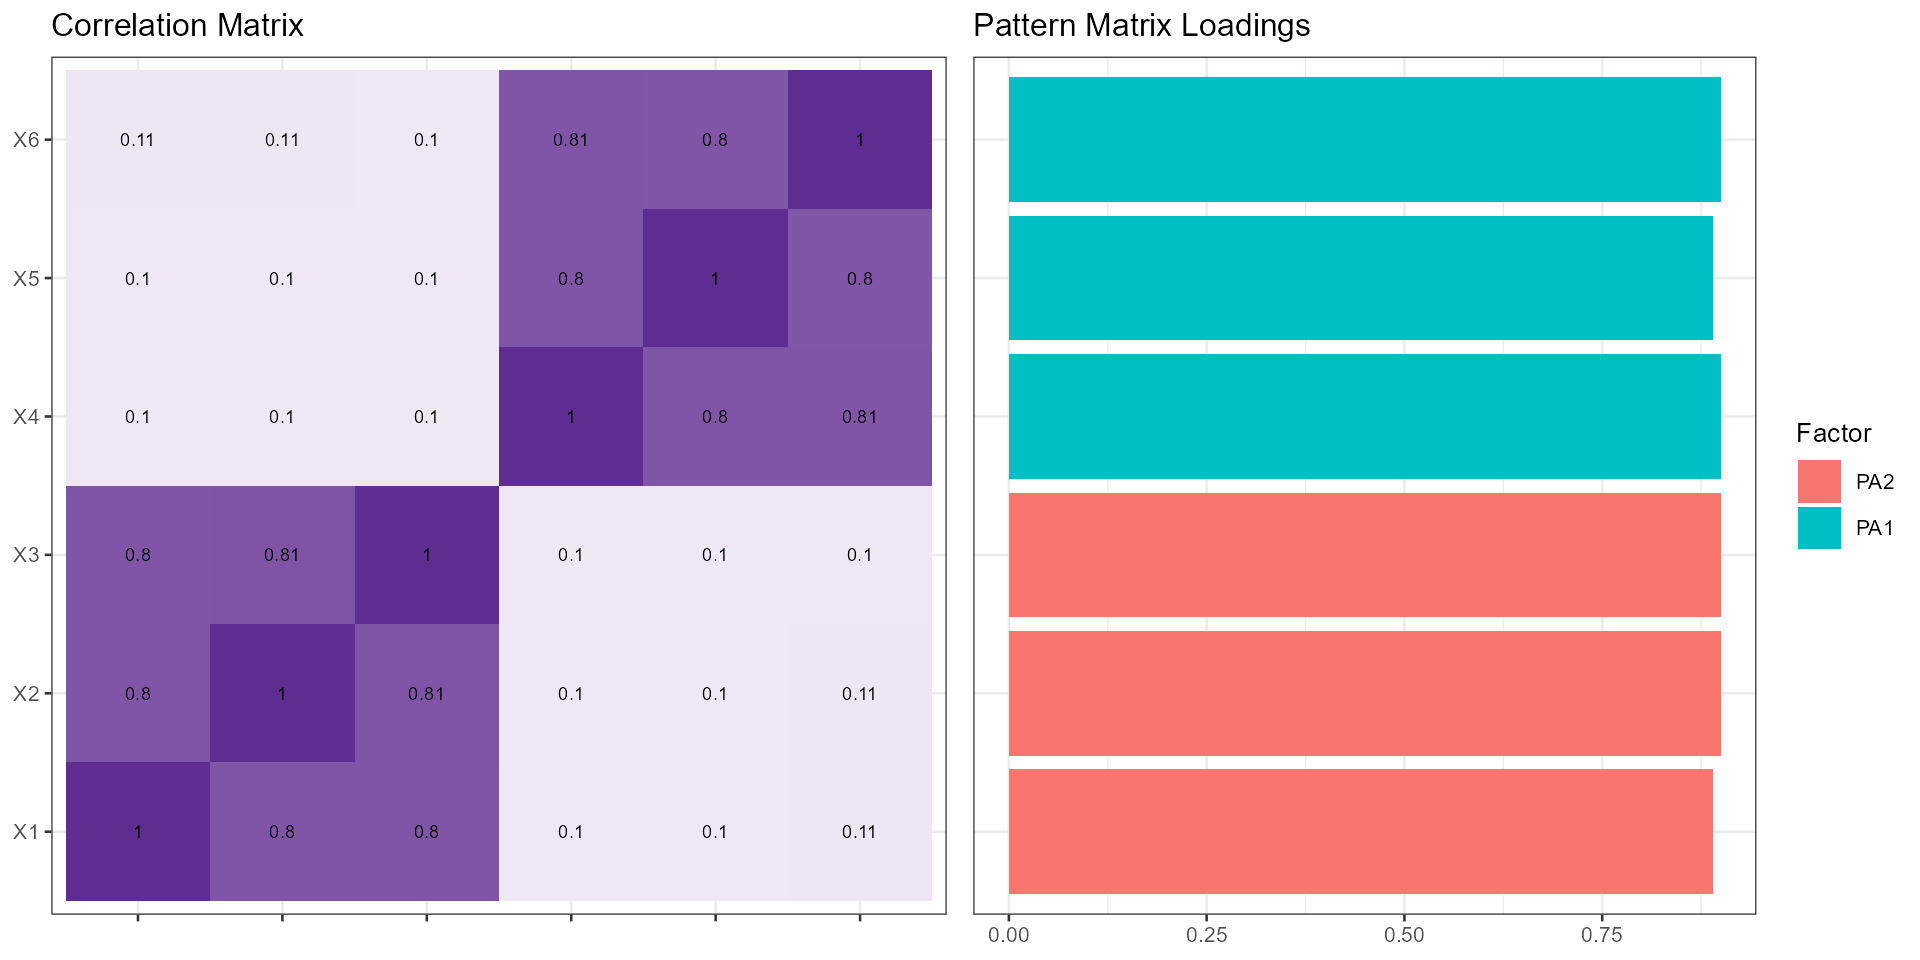 Correlation Matrix
Pattern Matrix Loadings
X6 0.11 0.11 0.1 0.81 0.8 1
X5 0.1 0.1 0.1 0.8 1 0.8
X4 0.1 0.1 0.1 1 0.8 0.81
X3 0.8 0.81 1 0.1 0.1 0.1
X2 0.8 1 0.81 0.1 0.1 0.11
X1 1 0.8 0.8 0.1 0.1 0.11
0.00 0.25 0.50 0.75
Factor
PA2
PA1